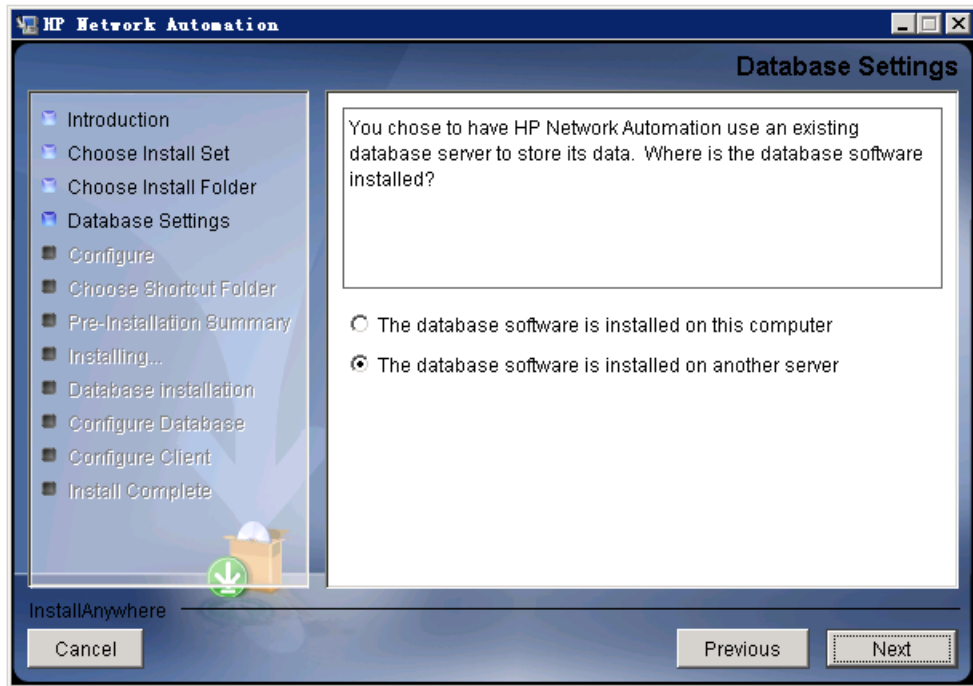 HP Network Automation
Database Settings
Introduction
Choose Install Set
Choose Install Folder
Database Settings
Configure
Choose Shortcut Folder
Pre-Installation Summary
Installing...
Database installation
Configure Database
Configure Client
Install Complete
You chose to have HP Network Automation use an existing
database server to store its data. Where is the database software
installed?
The database software is installed on this computer
The database software is installed on another server
InstallAnywhere
Cancel
Previous
Next